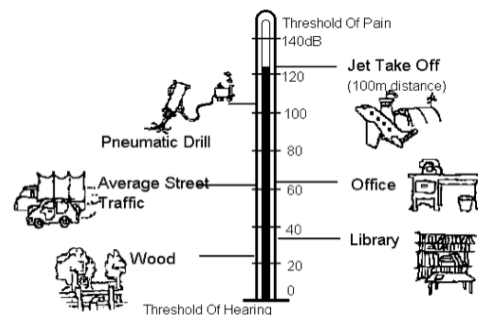 Threshold Of Pain
140dB
Jet Take Off
120
(100m distance)
100
Pneumatic Drill
80
Average Street
Traffic
60
Office
40
Library
Wood
20
0
Threshold Of Hearing